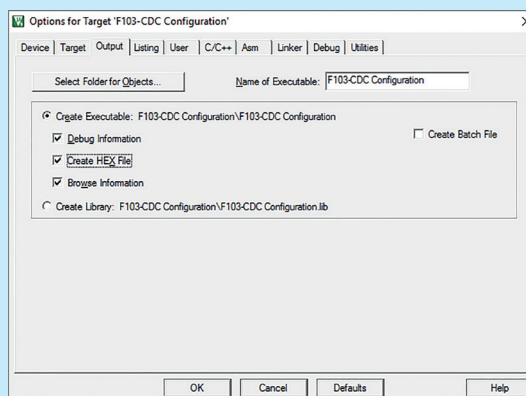 Options for Target 'F103-CDC Configuration'
Device Target Output Listing User C/C++ Asm Linker Debug Utilities
Select Folder for Objects... Name of Executable: F103-CDC Configuration
Create Executable: F103-CDC Configuration\F103-CDC Configuration
Debug Information Create Batch File
Create HEX File
Browse Information
Create Library: F103-CDC Configuration\F103-CDC Configuration.lib
OK Cancel Defaults Help